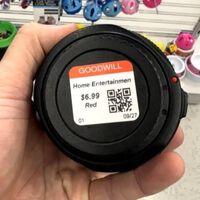 GOODWILL
Home Entertainmen
$6.99
Red
01 09/27